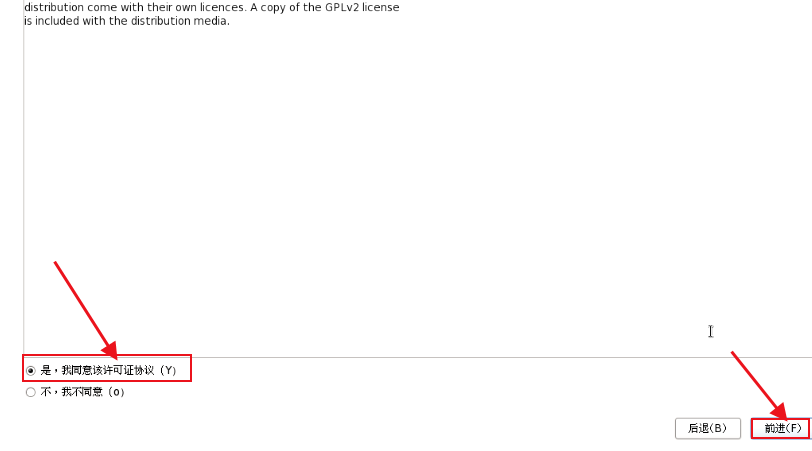 distribution come with their own licences. A copy of the GPLv2 license
is included with the distribution media.
是，我同意该许可证协议（Y）
不，我不同意（o）
后退(B)
前进(F)